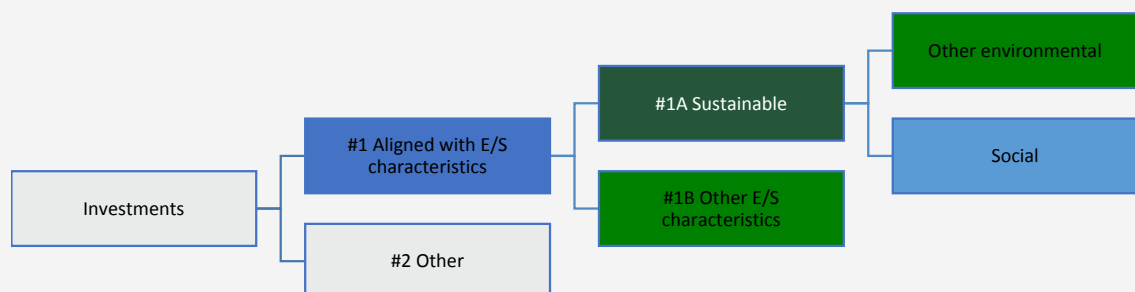 Investments
#1 Aligned with E/S
characteristics
#2 Other
#1A Sustainable
#1B Other E/S
characteristics
Other environmental
Social